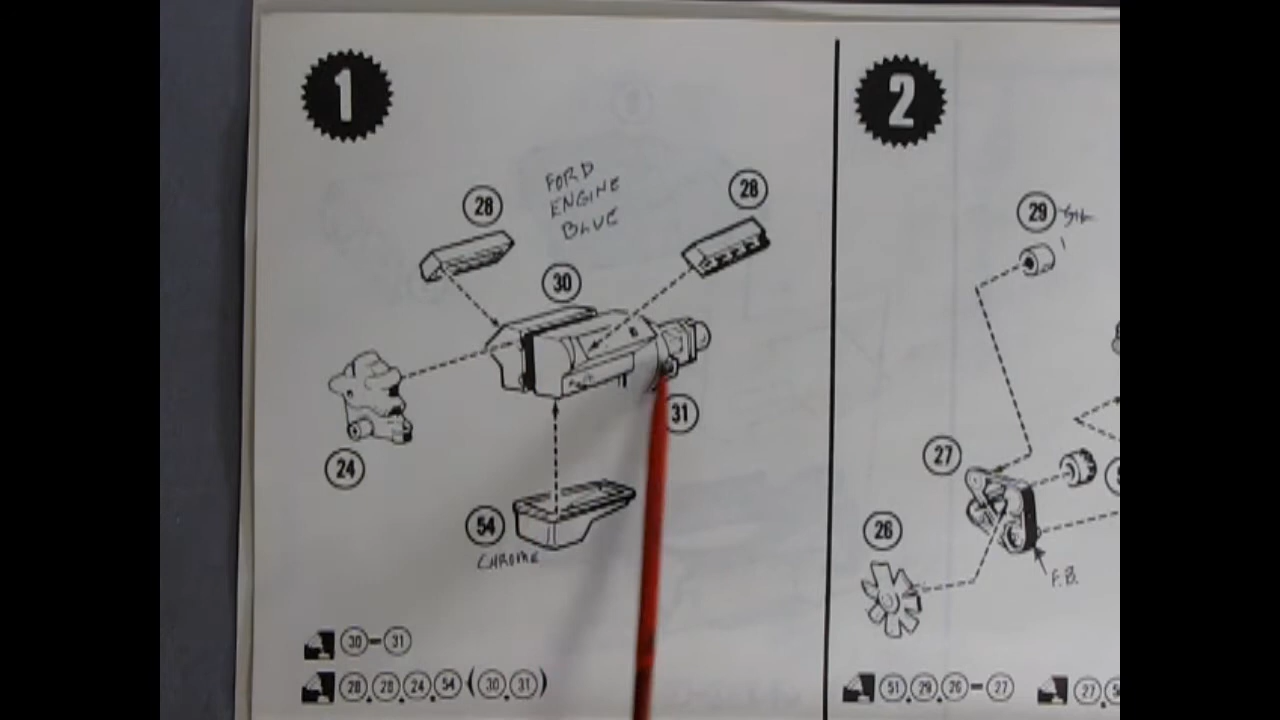 1
2
FORD
ENGINE
BLUE
28
28
30
31
24
54
CHROME
30-31
28.28.24.54(30.31)
29
27
26
F.B.
51.29.26-27